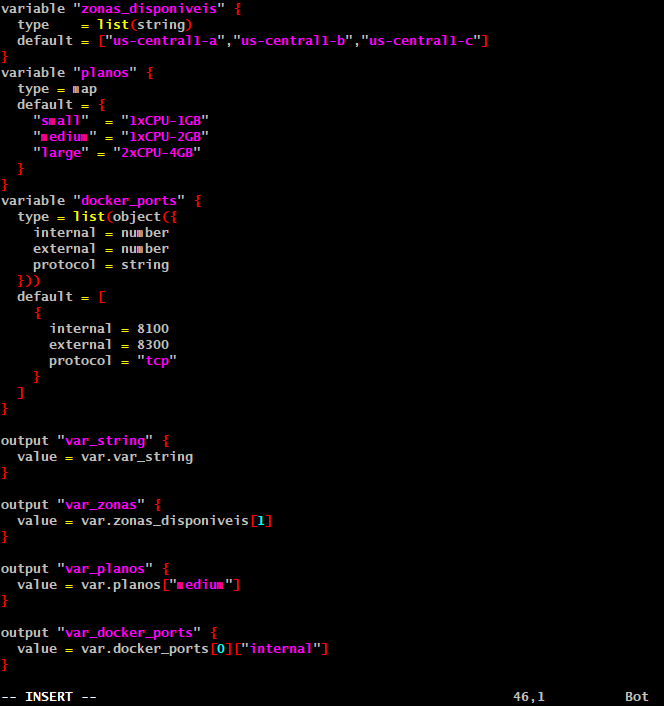 variable "zonas_disponiveis" {
  type    = list(string)
  default = ["us-central1-a","us-central1-b","us-central1-c"]
}
variable "planos" {
  type = map
  default = {
    "small"  = "1xCPU-1GB"
    "medium" = "1xCPU-2GB"
    "large" = "2xCPU-4GB"
  }
}
variable "docker_ports" {
  type = list(object({
    internal = number
    external = number
    protocol = string
  }))
  default = [
    {
      internal = 8100
      external = 8300
      protocol = "tcp"
    }
  ]
}

output "var_string" {
  value = var.var_string
}

output "var_zonas" {
  value = var.zonas_disponiveis[1]
}

output "var_planos" {
  value = var.planos["medium"]
}

output "var_docker_ports" {
  value = var.docker_ports[0]["internal"]
}

-- INSERT -- 46,1 Bot